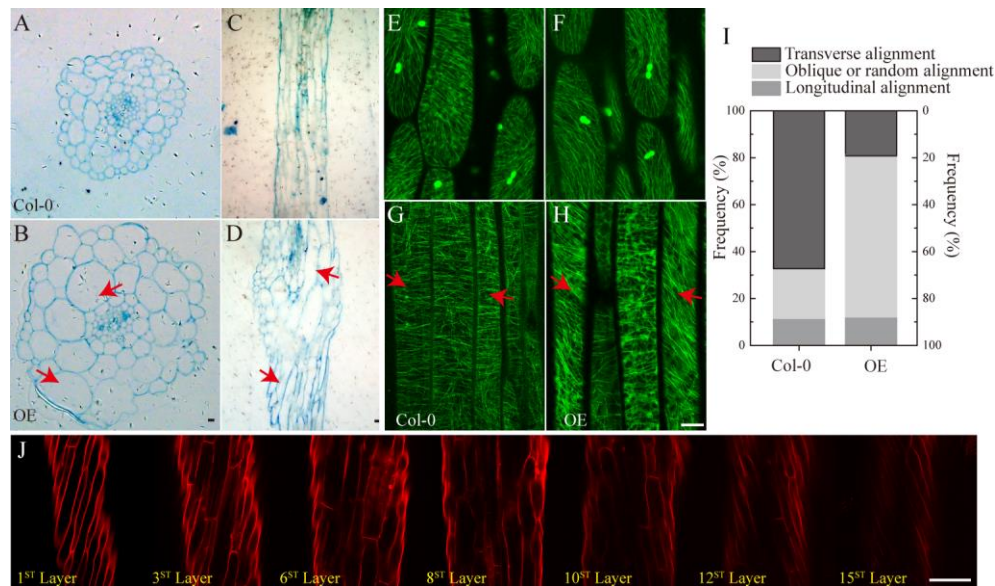 A
C
E
F
I
Transverse alignment
Oblique or random alignment
Longitudinal alignment
Col-0
B
D
G
H
OE
Col-0
OE
100
80
60
40
20
0
Frequency (%)
0
20
40
60
80
100
Frequency (%)
Col-0
OE
J
1ST Layer
3ST Layer
6ST Layer
8ST Layer
10ST Layer
12ST Layer
15ST Layer